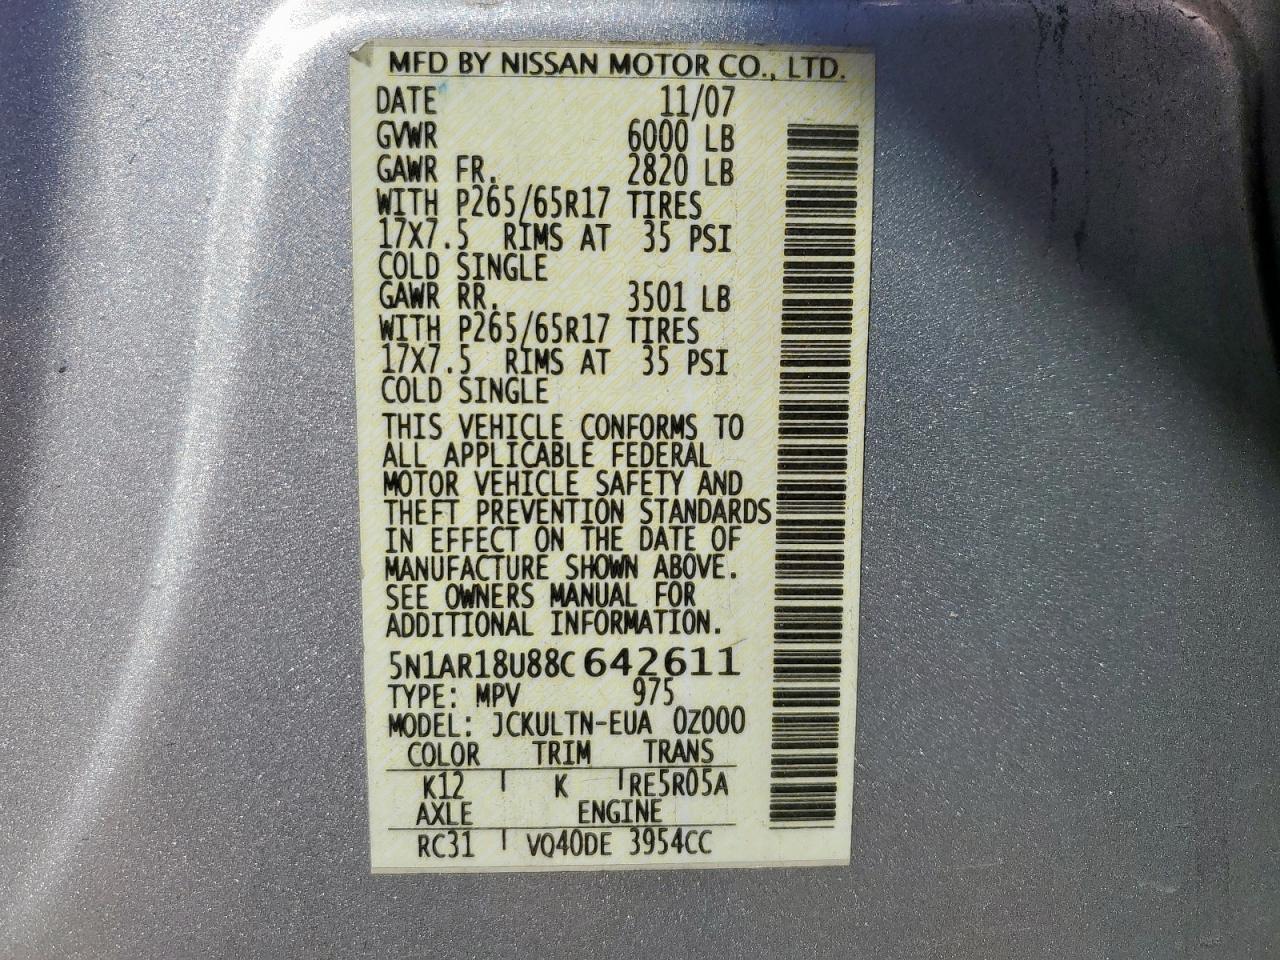 MFD BY NISSAN MOTOR CO., LTD.
DATE 11/07
GVWR 6000 LB
GAWR FR. 2820 LB
WITH P265/65R17 TIRES
17X7.5 RIMS AT 35 PSI
COLD SINGLE
GAWR RR. 3501 LB
WITH P265/65R17 TIRES
17X7.5 RIMS AT 35 PSI
COLD SINGLE
THIS VEHICLE CONFORMS TO
ALL APPLICABLE FEDERAL
MOTOR VEHICLE SAFETY AND
THEFT PREVENTION STANDARDS
IN EFFECT ON THE DATE OF
MANUFACTURE SHOWN ABOVE.
SEE OWNERS MANUAL FOR
ADDITIONAL INFORMATION.
5N1AR18U88C642611
TYPE: MPV 975
MODEL: JCKULTN-EUA 0Z000
COLOR TRIM TRANS
K12 K RE5R05A
AXLE ENGINE
RC31 VQ40DE 3954CC